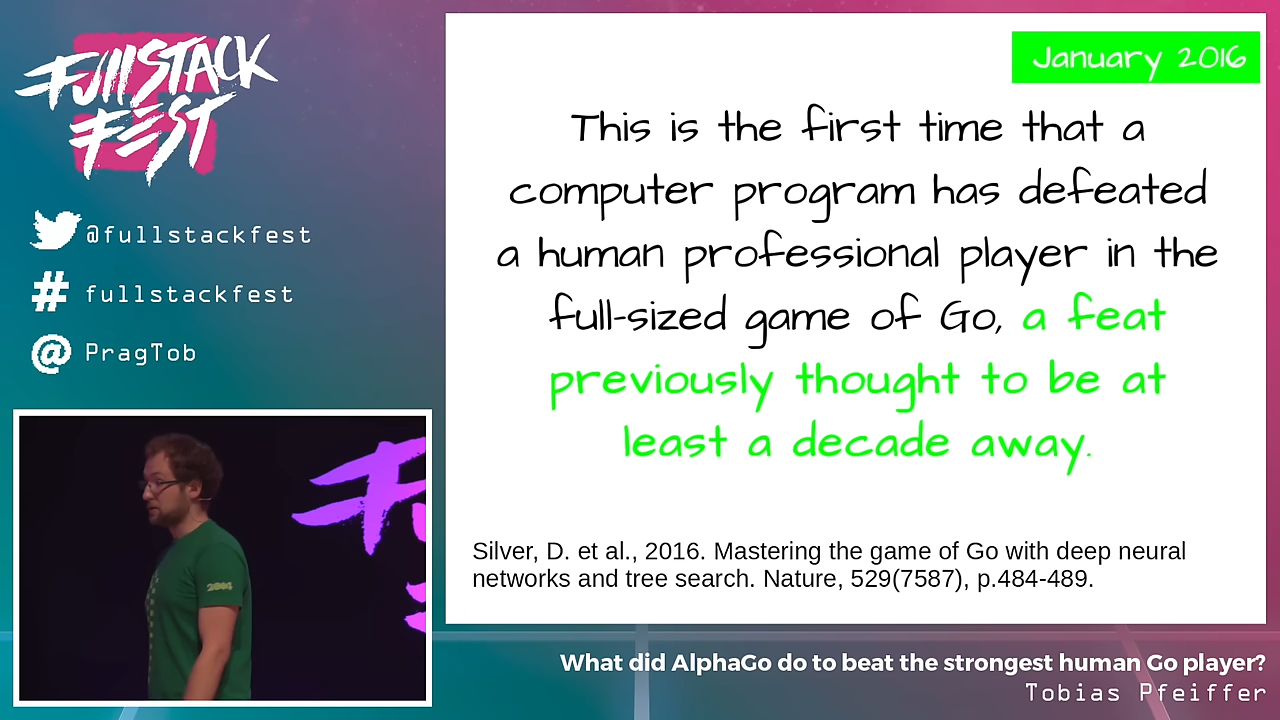 FullSTACK
FEST
@fullstackfest
# fullstackfest
@ PragTob
January 2016
This is the first time that a
computer program has defeated
a human professional player in the
full-sized game of Go, a feat
previously thought to be at
least a decade away.
Silver, D. et al., 2016. Mastering the game of Go with deep neural
networks and tree search. Nature, 529(7587), p.484-489.
What did AlphaGo do to beat the strongest human Go player?
Tobias Pfeiffer